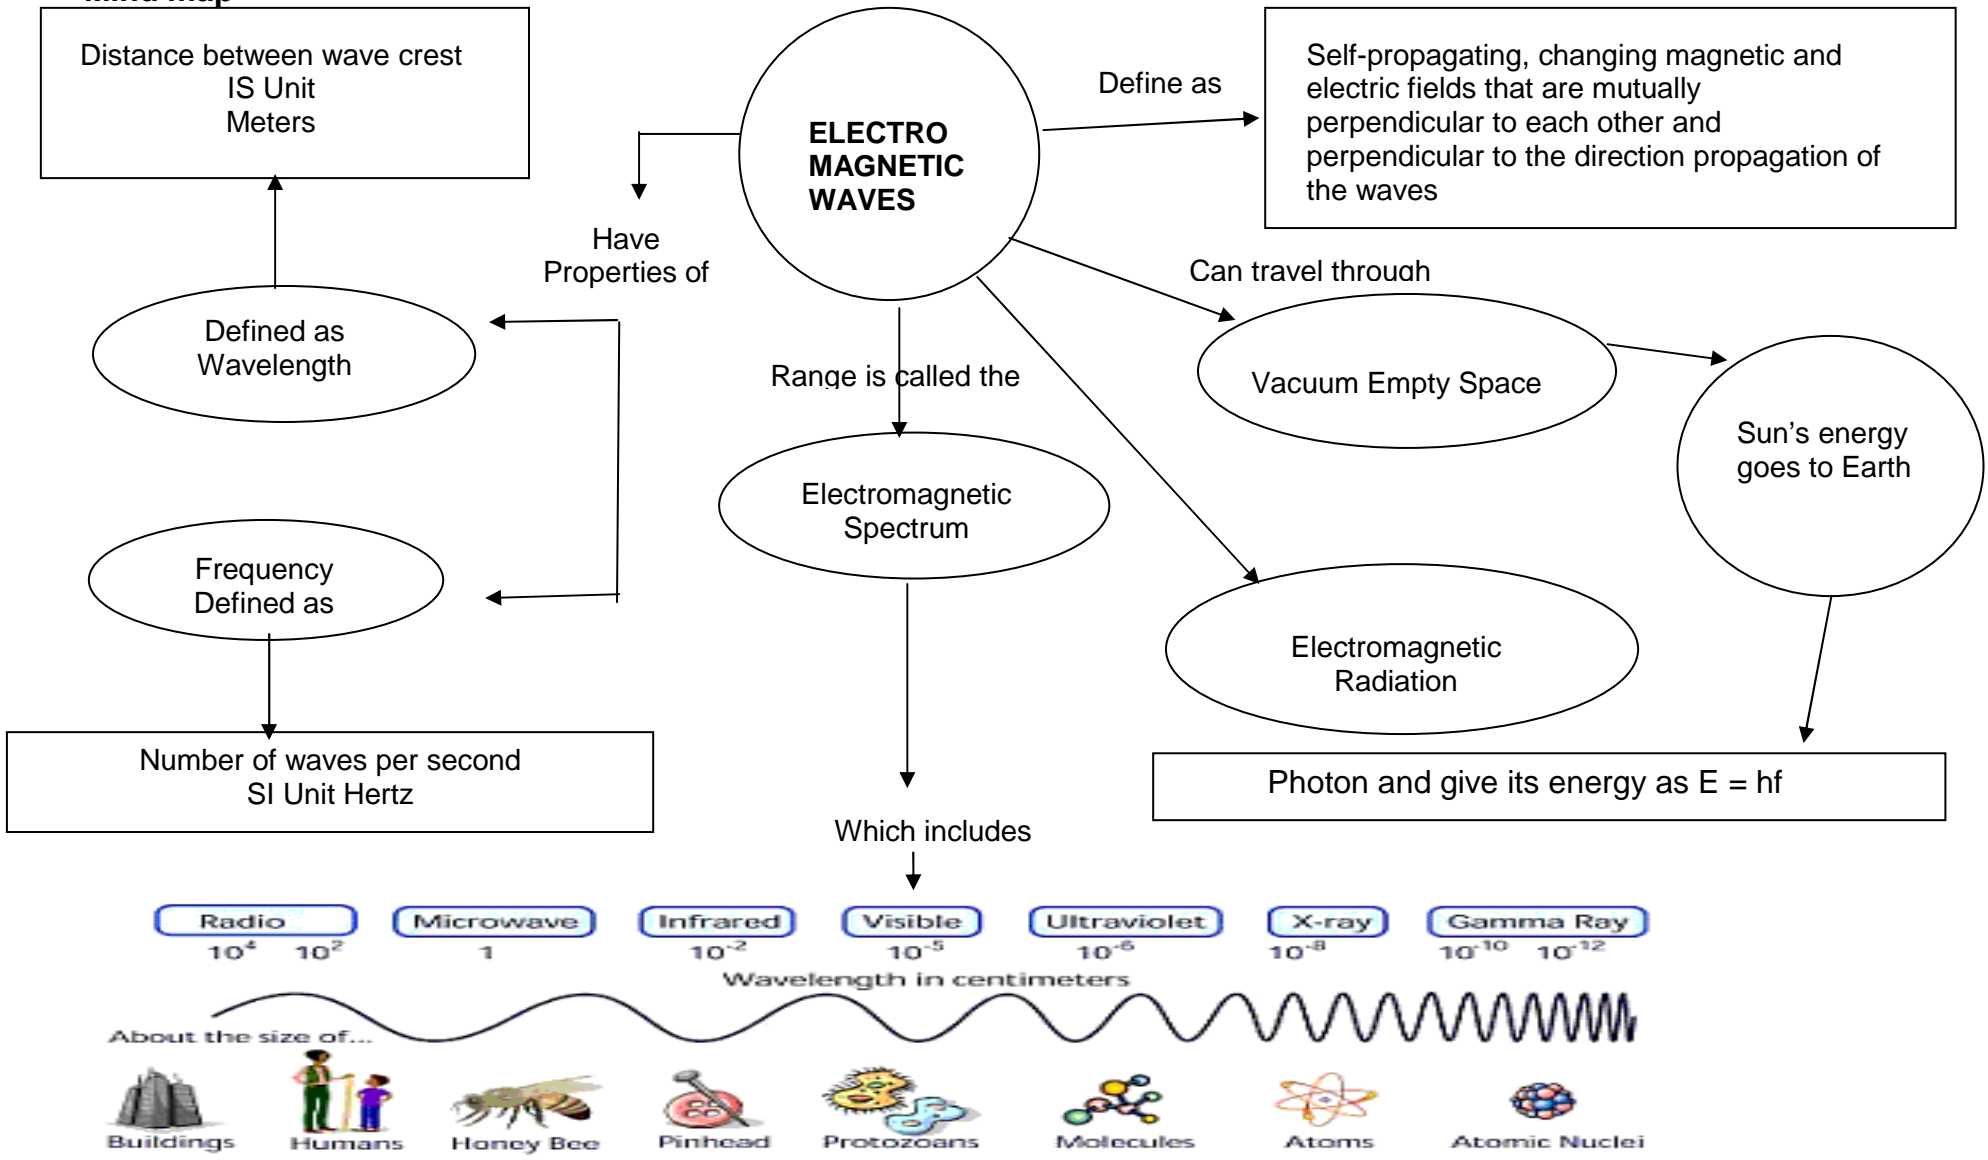 Mind Map
Distance between wave crest
IS Unit
Meters
ELECTRO
MAGNETIC
WAVES
Define as
Self-propagating, changing magnetic and
electric fields that are mutually
perpendicular to each other and
perpendicular to the direction propagation of
the waves
Have
Properties of
Can travel through
Defined as
Wavelength
Range is called the
Vacuum Empty Space
Sun’s energy
goes to Earth
Electromagnetic
Spectrum
Frequency
Defined as
Electromagnetic
Radiation
Number of waves per second
SI Unit Hertz
Photon and give its energy as E = hf
Which includes
Radio Microwave Infrared Visible Ultraviolet X-ray Gamma Ray
10⁴ 10² 1 10⁻² 10⁻⁵ 10⁻⁶ 10⁻⁸ 10⁻¹⁰ 10⁻¹²
Wavelength in centimeters
About the size of...
Buildings Humans Honey Bee Pinhead Protozoans Molecules Atoms Atomic Nuclei